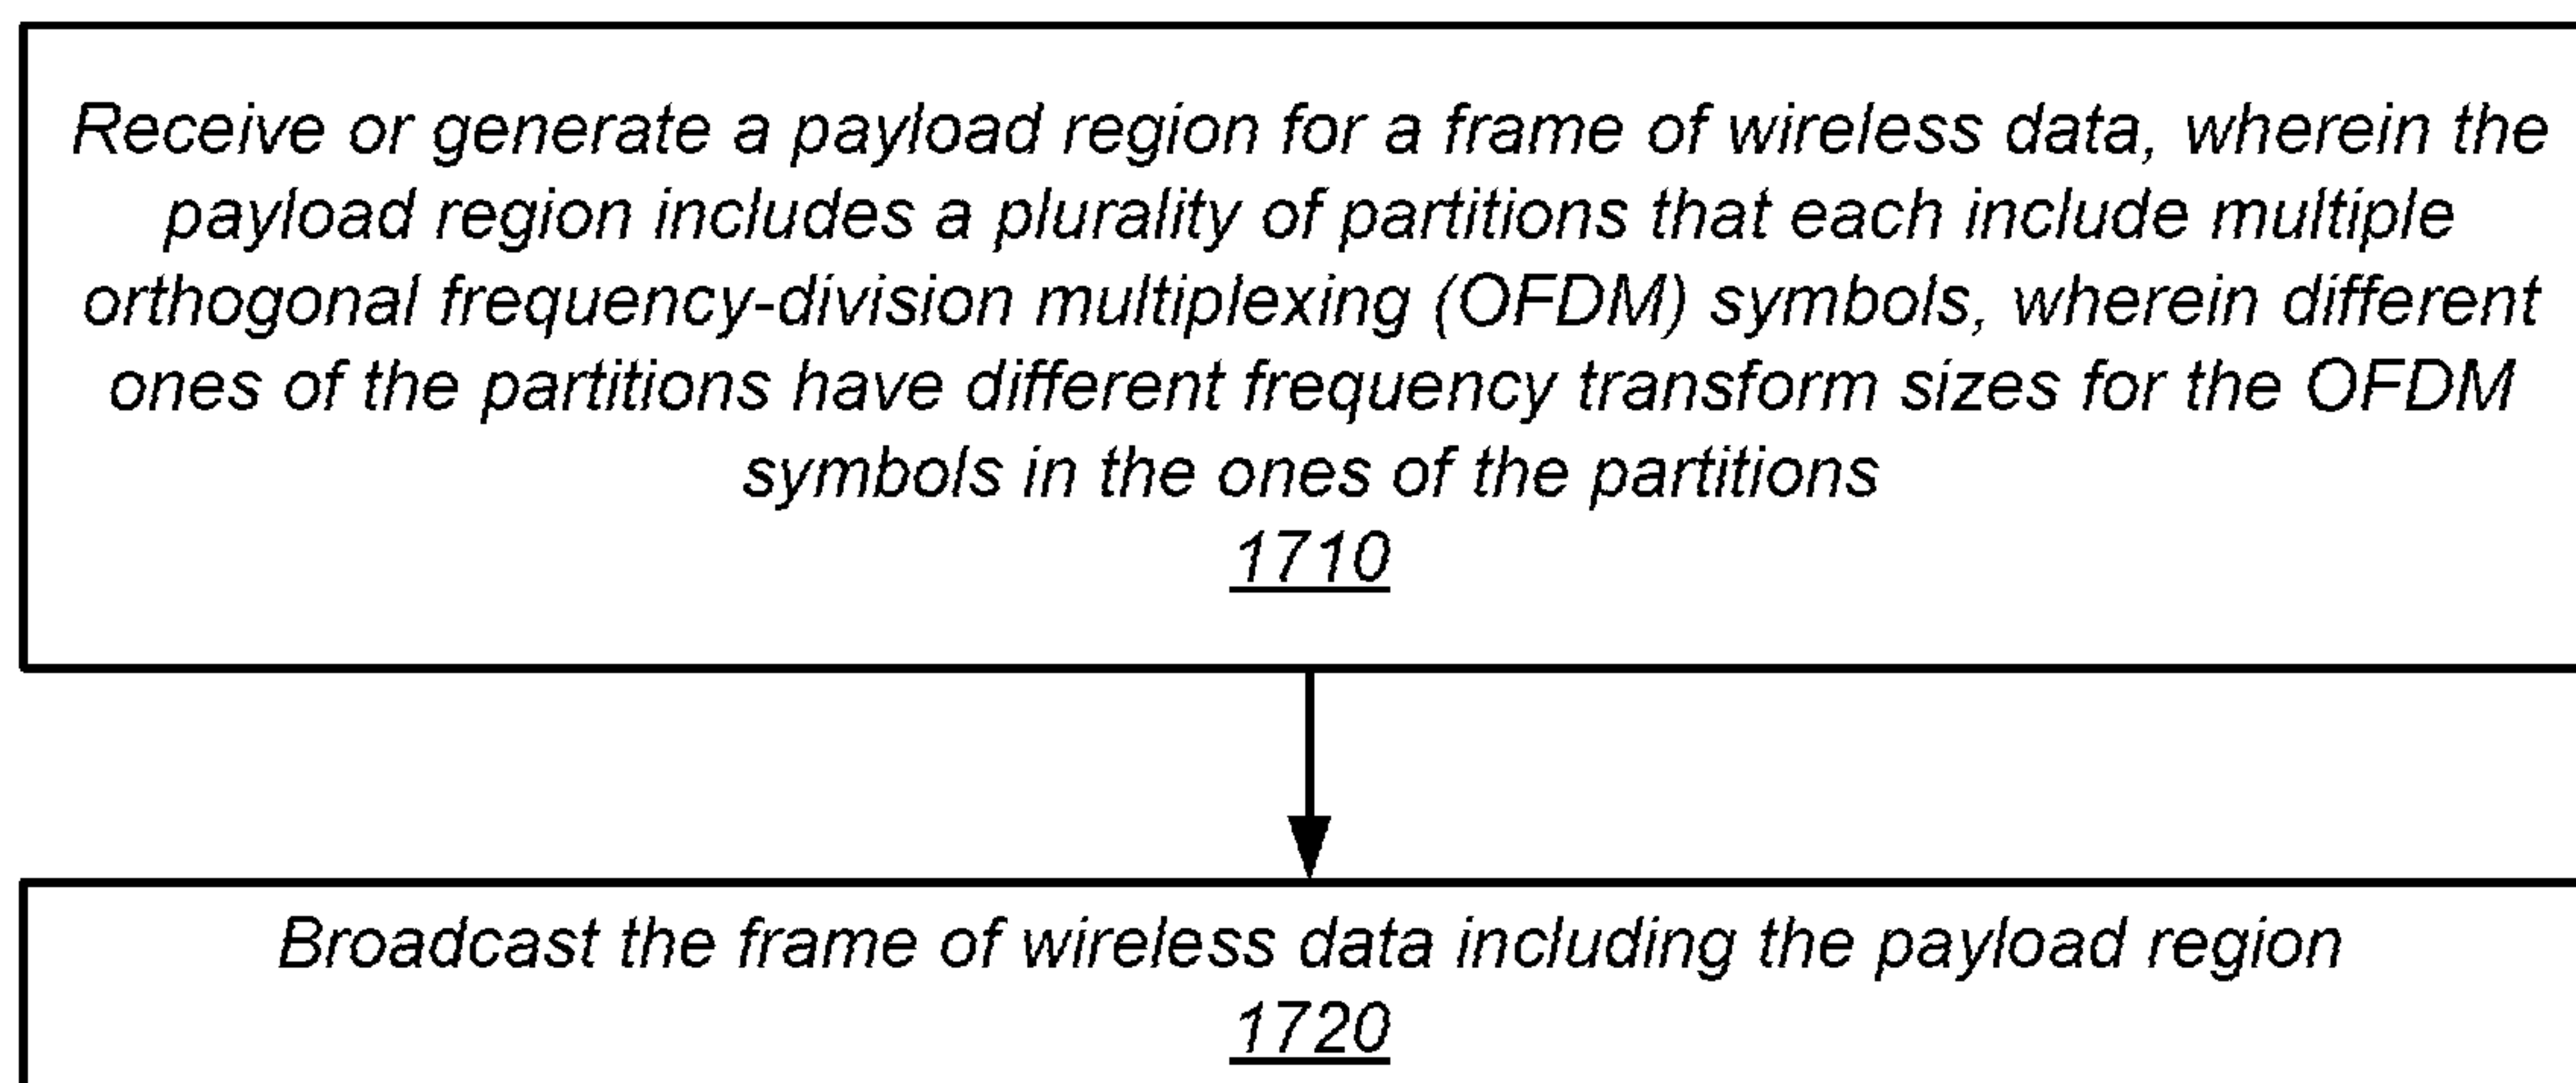 Receive or generate a payload region for a frame of wireless data, wherein the
payload region includes a plurality of partitions that each include multiple
orthogonal frequency-division multiplexing (OFDM) symbols, wherein different
ones of the partitions have different frequency transform sizes for the OFDM
symbols in the ones of the partitions
1710
Broadcast the frame of wireless data including the payload region
1720